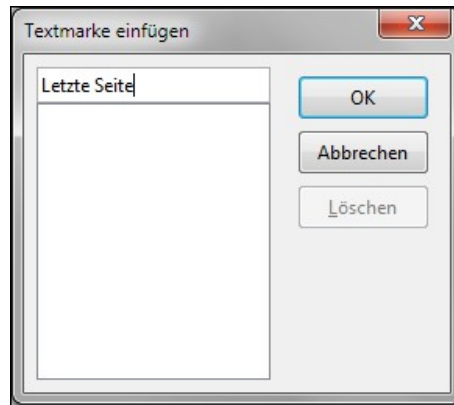 Textmarke einfügen
Letzte Seite
OK
Abbrechen
Löschen